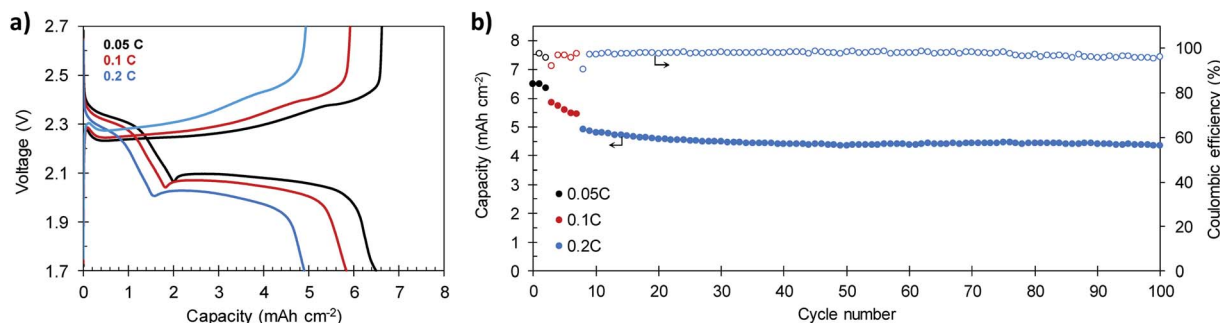 a)
2.7
2.5
2.3
2.1
1.9
1.7
Voltage (V)
0.05 C
0.1 C
0.2 C
0 1 2 3 4 5 6 7 8
Capacity (mAh cm-2)
b)
8
7
6
5
4
3
2
1
0
Capacity (mAh cm-2)
0.05C
0.1C
0.2C
0 10 20 30 40 50 60 70 80 90 100
Cycle number
100
80
60
40
20
0
Coulombic efficiency (%)